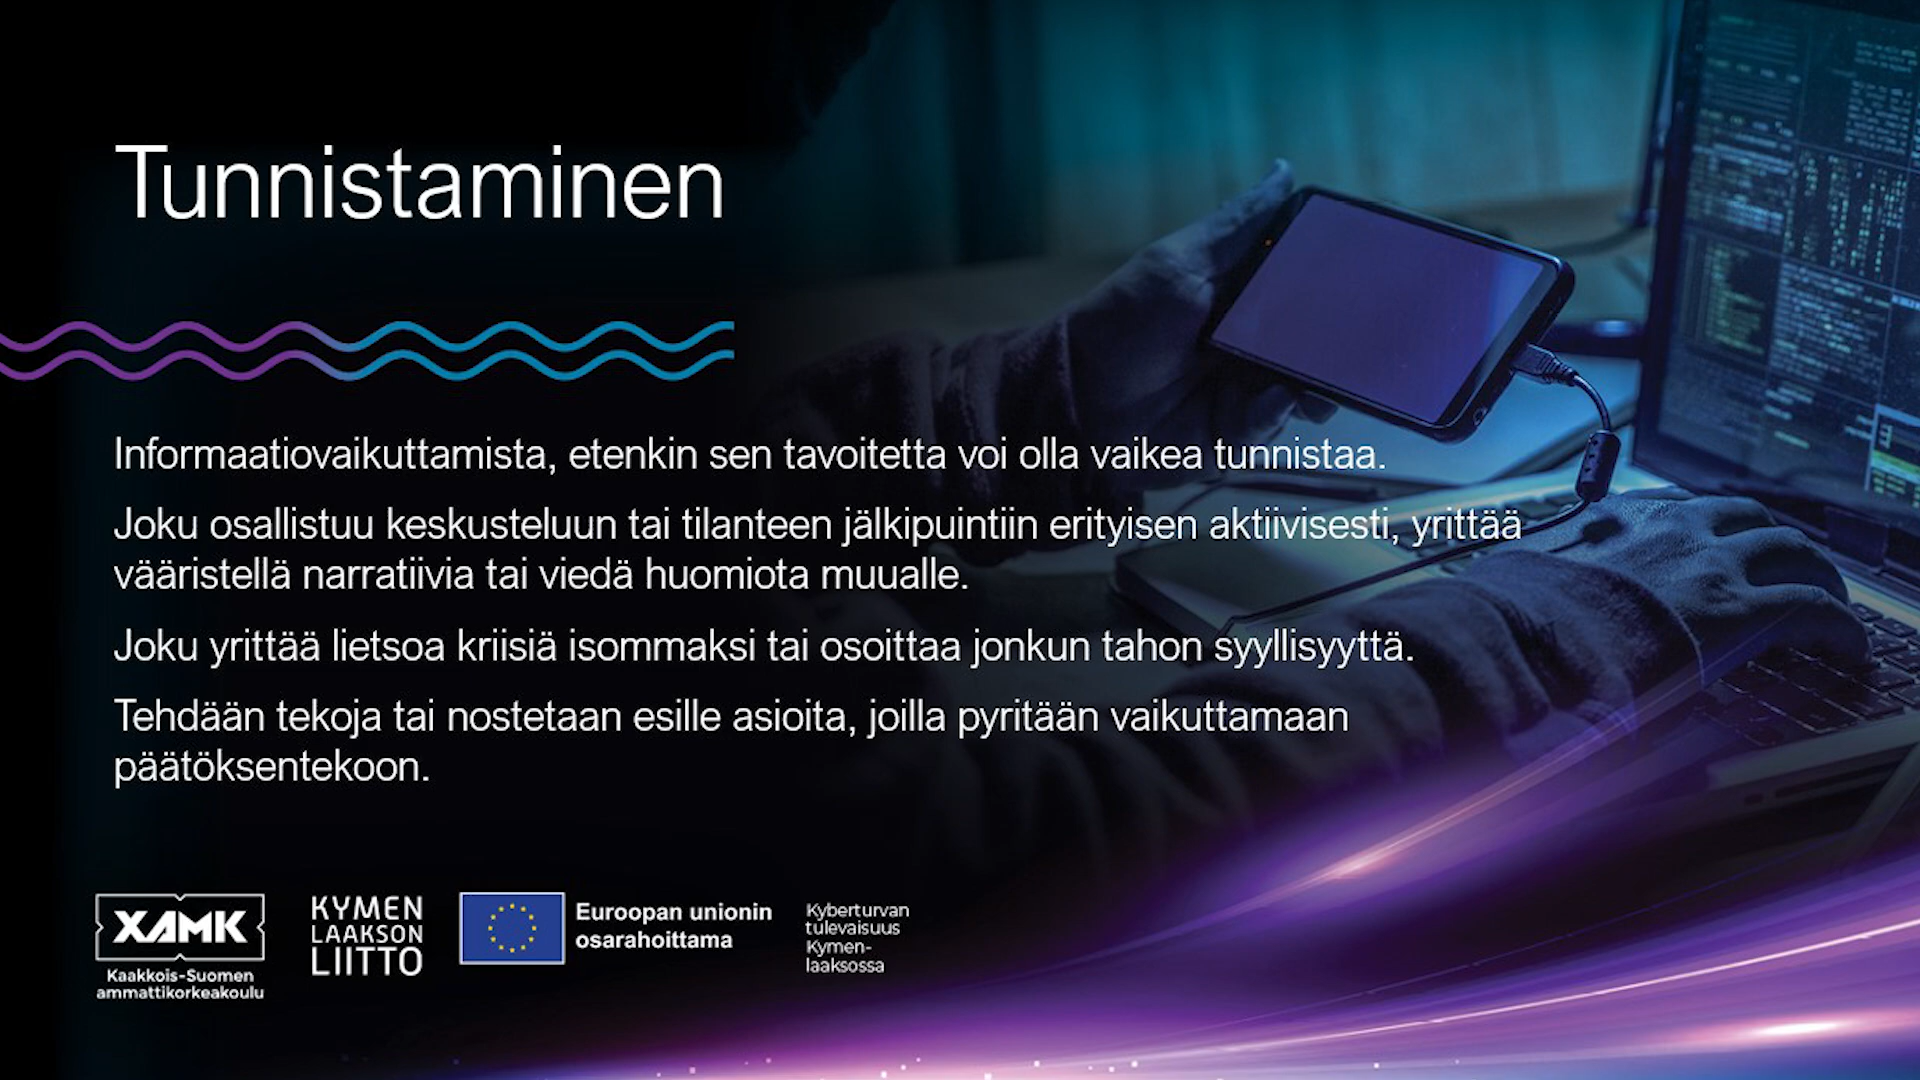 Tunnistaminen
Informaatiovaikuttamista, etenkin sen tavoitetta voi olla vaikea tunnistaa.
Joku osallistuu keskusteluun tai tilanteen jälkipuintiin erityisen aktiivisesti, yrittää
vääristellä narratiivia tai viedä huomiota muualle.
Joku yrittää lietsoa kriisiä isommaksi tai osoittaa jonkun tahon syyllisyyttä.
Tehdään tekoja tai nostetaan esille asioita, joilla pyritään vaikuttamaan
päätöksentekoon.
XAMK
Kaakkois-Suomen
ammattikorkeakoulu
KYMEN
LAAKSON
LIITTO
Euroopan unionin
osarahoittama
Kyberturvan
tulevaisuus
Kymen-
laaksossa